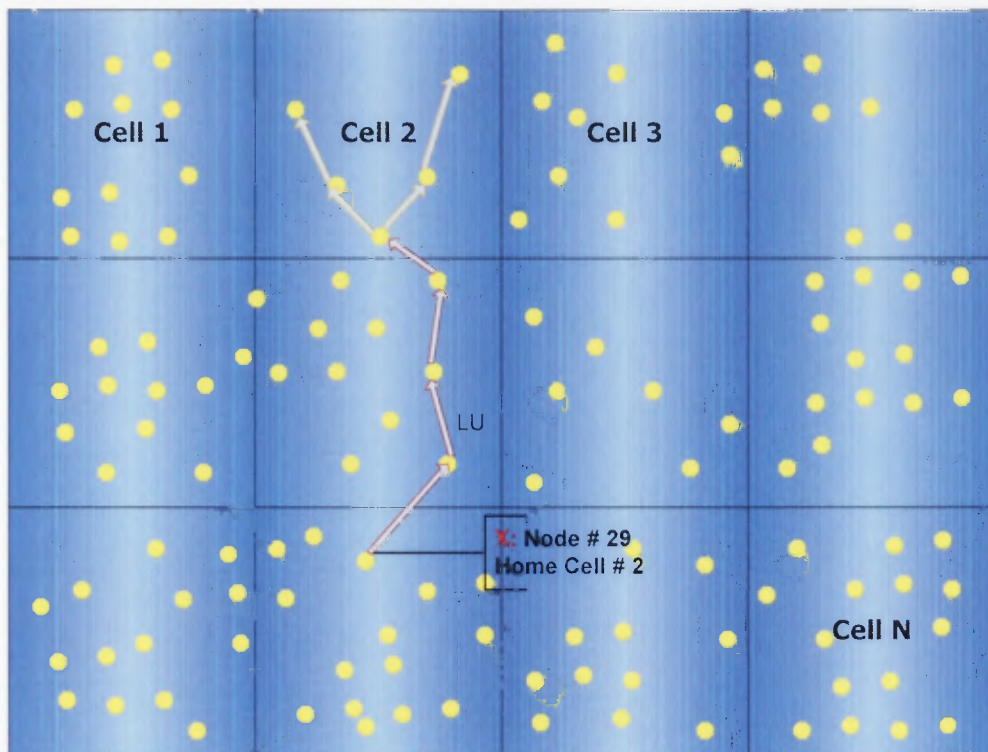 Cell 1
Cell 2
Cell 3
LU
X: Node # 29
Home Cell # 2
Cell N